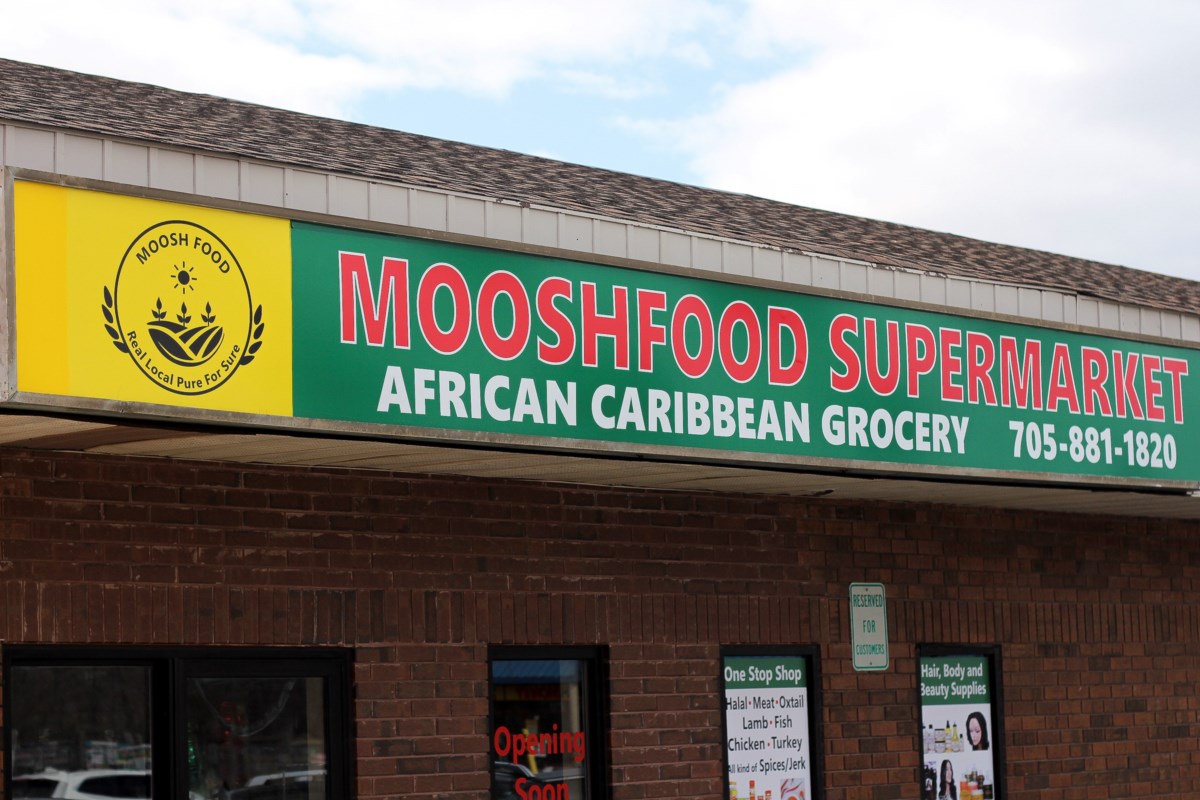 MOOSH FOOD
Real Local Pure For Sure
MOOSHFOOD SUPERMARKET
AFRICAN CARIBBEAN GROCERY 705-881-1820
RESERVED
FOR
CUSTOMERS
Opening
Soon
One Stop Shop
Halal•Meat•Oxtail
Lamb•Fish
Chicken•Turkey
All kind of Spices/Jerk
Hair, Body and
Beauty Supplies